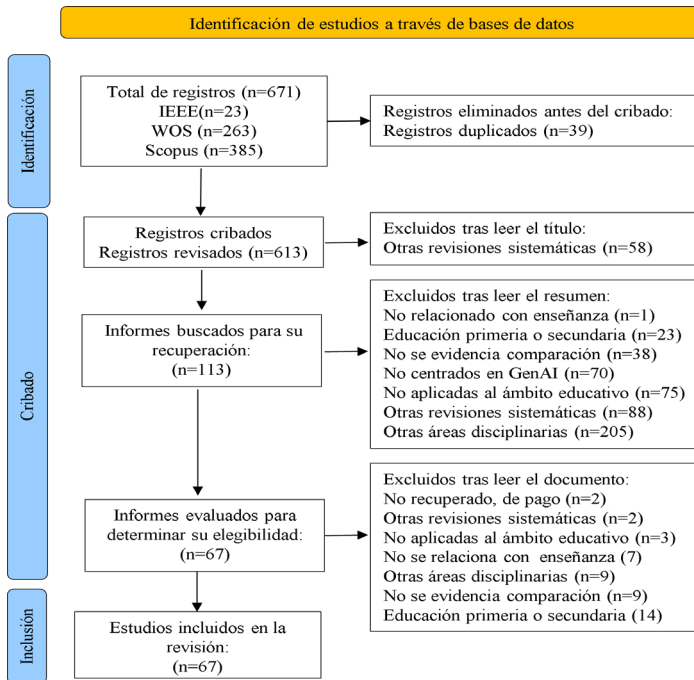 Identificación de estudios a través de bases de datos
Identificación
Total de registros (n=671)
IEEE(n=23)
WOS (n=263)
Scopus (n=385)
Registros eliminados antes del cribado:
Registros duplicados (n=39)
Cribado
Registros cribados
Registros revisados (n=613)
Excluidos tras leer el título:
Otras revisiones sistemáticas (n=58)
Informes buscados para su
recuperación:
(n=113)
Excluidos tras leer el resumen:
No relacionado con enseñanza (n=1)
Educación primaria o secundaria (n=23)
No se evidencia comparación (n=38)
No centrados en GenAI (n=70)
No aplicadas al ámbito educativo (n=75)
Otras revisiones sistemáticas (n=88)
Otras áreas disciplinarias (n=205)
Informes evaluados para
determinar su elegibilidad:
(n=67)
Excluidos tras leer el documento:
No recuperado, de pago (n=2)
Otras revisiones sistemáticas (n=2)
No aplicadas al ámbito educativo (n=3)
No se relaciona con enseñanza (7)
Otras áreas disciplinarias (n=9)
No se evidencia comparación (n=9)
Educación primaria o secundaria (14)
Inclusión
Estudios incluidos en la
revisión:
(n=67)